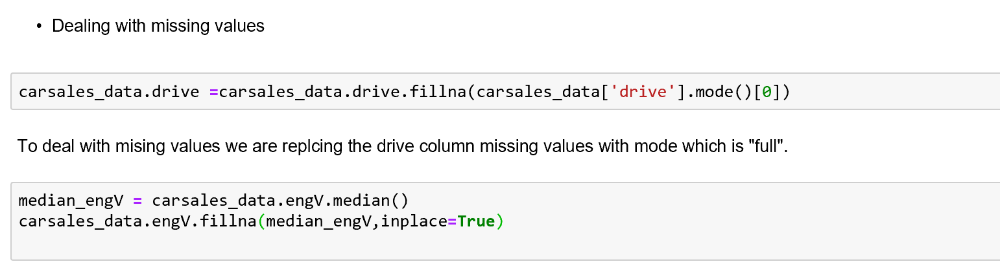 • Dealing with missing values
carsales_data.drive =carsales_data.drive.fillna(carsales_data['drive'].mode()[0])
To deal with mising values we are replcing the drive column missing values with mode which is "full".
median_engV = carsales_data.engV.median()
carsales_data.engV.fillna(median_engV,inplace=True)